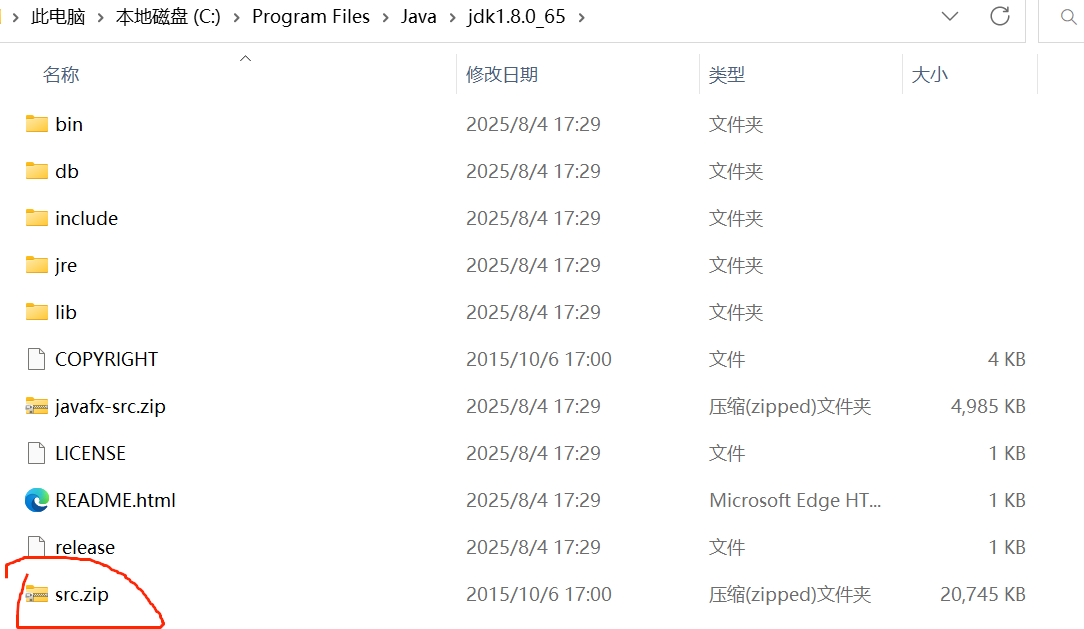 此电脑 > 本地磁盘 (C:) > Program Files > Java > jdk1.8.0_65 >
名称 修改日期 类型 大小
bin 2025/8/4 17:29 文件夹
db 2025/8/4 17:29 文件夹
include 2025/8/4 17:29 文件夹
jre 2025/8/4 17:29 文件夹
lib 2025/8/4 17:29 文件夹
COPYRIGHT 2015/10/6 17:00 文件 4 KB
javafx-src.zip 2025/8/4 17:29 压缩(zipped)文件夹 4,985 KB
LICENSE 2025/8/4 17:29 文件 1 KB
README.html 2025/8/4 17:29 Microsoft Edge HT... 1 KB
release 2025/8/4 17:29 文件 1 KB
src.zip 2015/10/6 17:00 压缩(zipped)文件夹 20,745 KB